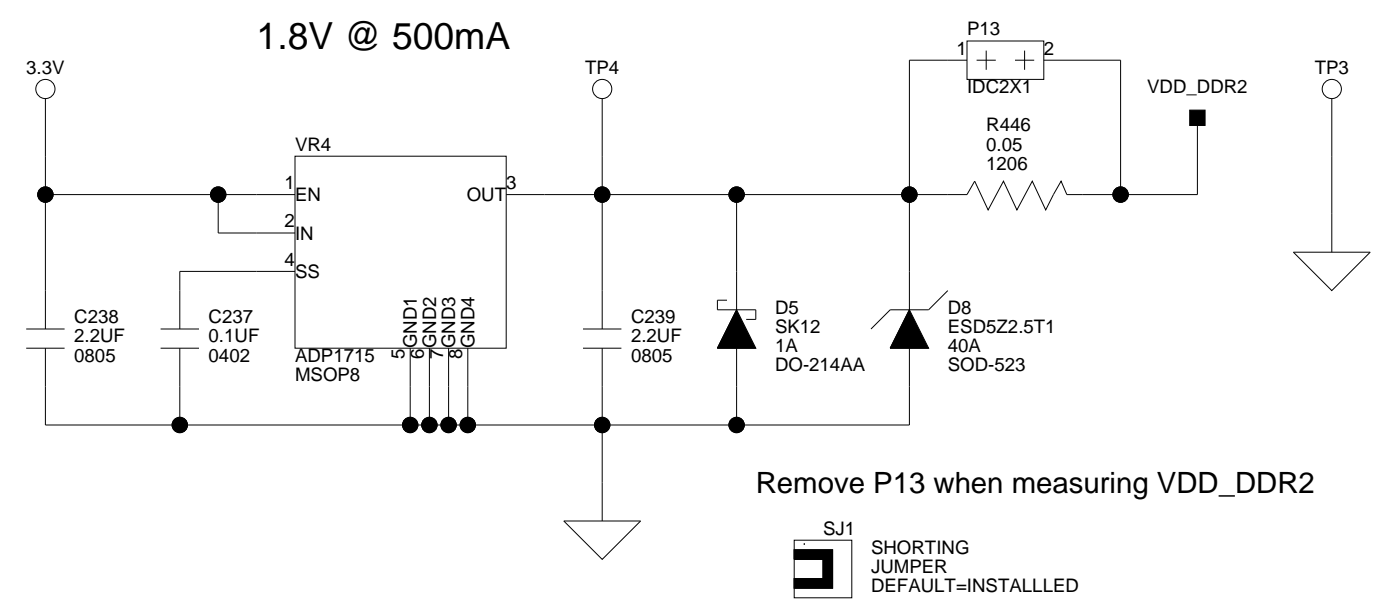 1.8V @ 500mA
P13
1
2
IDC2X1
3.3V
TP4
VDD_DDR2
TP3
R446
0.05
1206
VR4
1
EN
OUT
3
2
IN
4
SS
GND1
GND2
GND3
GND4
5
6
7
8
ADP1715
MSOP8
C238
2.2UF
0805
C237
0.1UF
0402
C239
2.2UF
0805
D5
SK12
1A
DO-214AA
D8
ESD5Z2.5T1
40A
SOD-523
Remove P13 when measuring VDD_DDR2
SJ1
SHORTING
JUMPER
DEFAULT=INSTALLLED